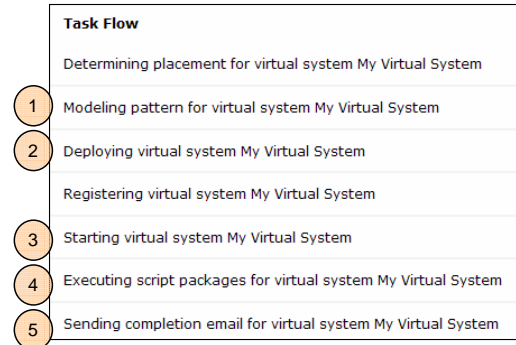 Task Flow
Determining placement for virtual system My Virtual System
1 Modeling pattern for virtual system My Virtual System
2 Deploying virtual system My Virtual System
Registering virtual system My Virtual System
3 Starting virtual system My Virtual System
4 Executing script packages for virtual system My Virtual System
5 Sending completion email for virtual system My Virtual System